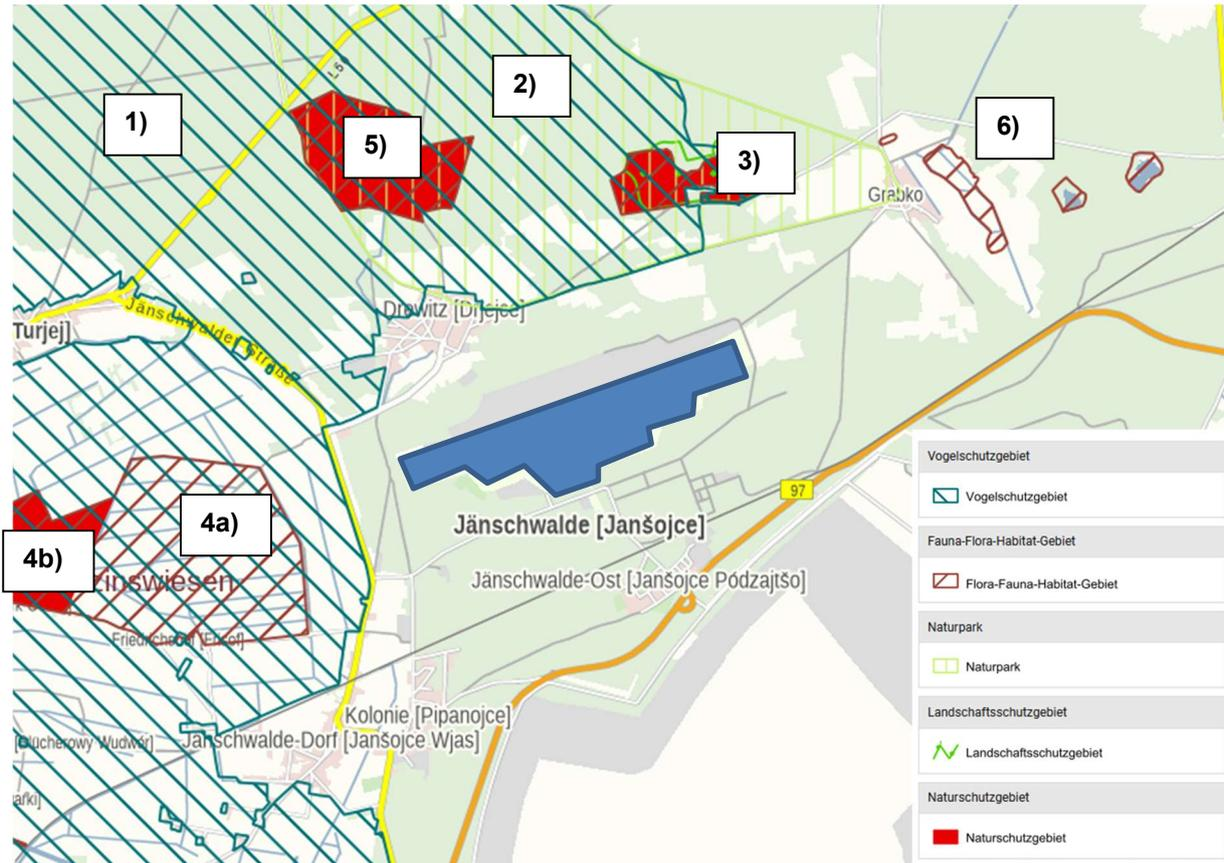 1)
2)
L 5
5)
3)
6)
Grabko
Turjej]
Jänschwalder Straße
Drewitz [Drjejce]
97
4a)
4b)
Jänschwalde [Janšojce]
zinswiesen
Jänschwalde-Ost [Janšojce Pódzajtšo]
Kolonie [Pipanojce]
Jänschwalde-Dorf [Janšojce Wjas]
Vogelschutzgebiet
Vogelschutzgebiet
Fauna-Flora-Habitat-Gebiet
Flora-Fauna-Habitat-Gebiet
Naturpark
Naturpark
Landschaftsschutzgebiet
Landschaftsschutzgebiet
Naturschutzgebiet
Naturschutzgebiet